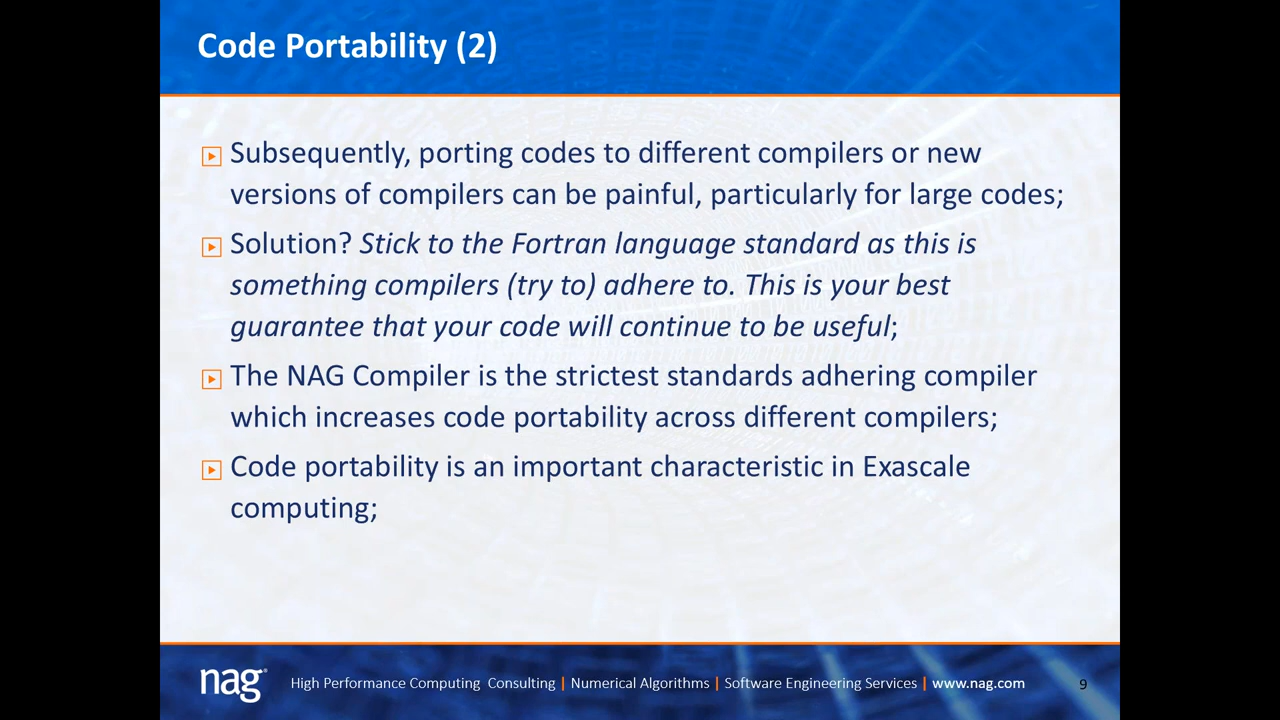 Code Portability (2)
Subsequently, porting codes to different compilers or new
versions of compilers can be painful, particularly for large codes;
Solution? Stick to the Fortran language standard as this is
something compilers (try to) adhere to. This is your best
guarantee that your code will continue to be useful;
The NAG Compiler is the strictest standards adhering compiler
which increases code portability across different compilers;
Code portability is an important characteristic in Exascale
computing;
nag® High Performance Computing Consulting | Numerical Algorithms | Software Engineering Services | www.nag.com 9